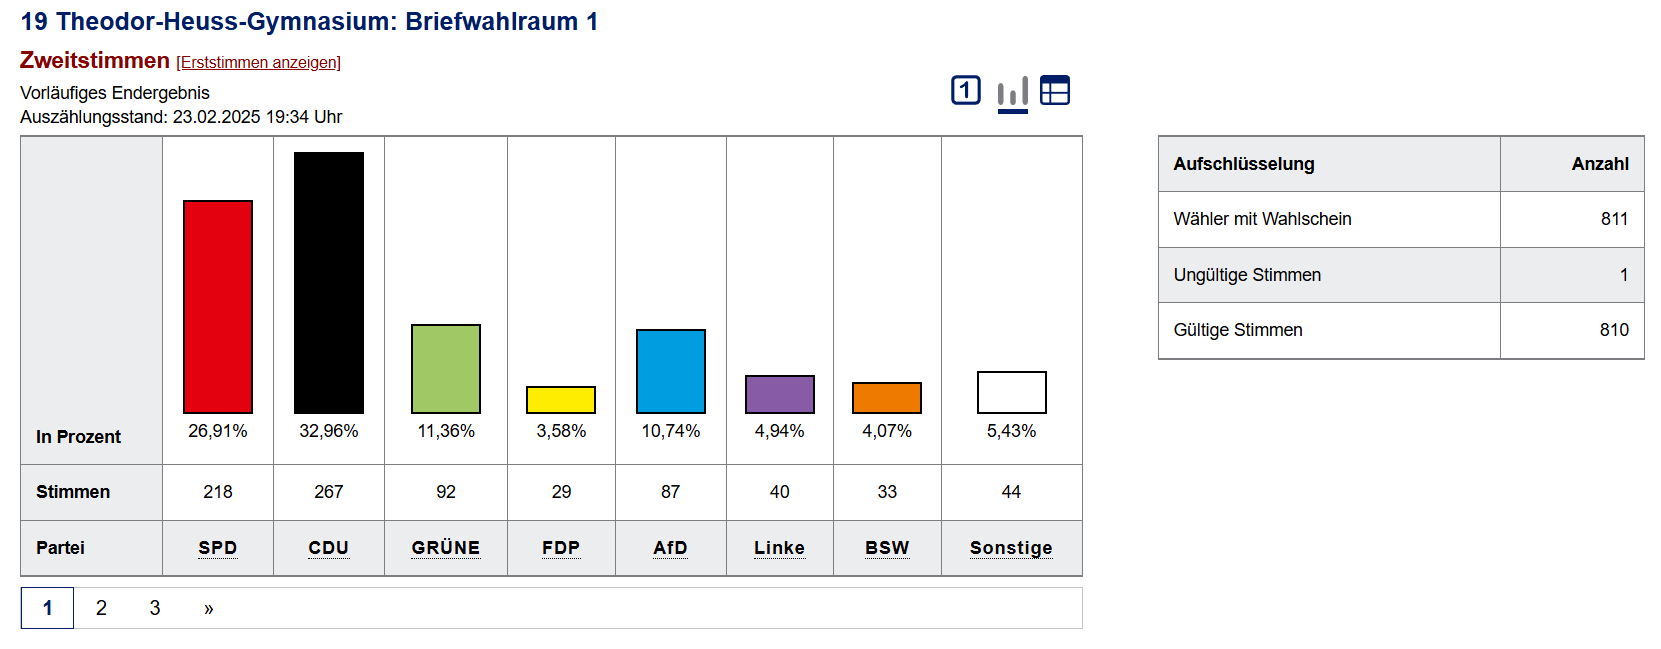 19 Theodor-Heuss-Gymnasium: Briefwahlraum 1
Zweitstimmen [Erststimmen anzeigen]
Vorläufiges Endergebnis
Auszählungsstand: 23.02.2025 19:34 Uhr
1
In Prozent 26,91% 32,96% 11,36% 3,58% 10,74% 4,94% 4,07% 5,43%
Stimmen 218 267 92 29 87 40 33 44
Partei SPD CDU GRÜNE FDP AfD Linke BSW Sonstige
1 2 3 »
Aufschlüsselung Anzahl
Wähler mit Wahlschein 811
Ungültige Stimmen 1
Gültige Stimmen 810